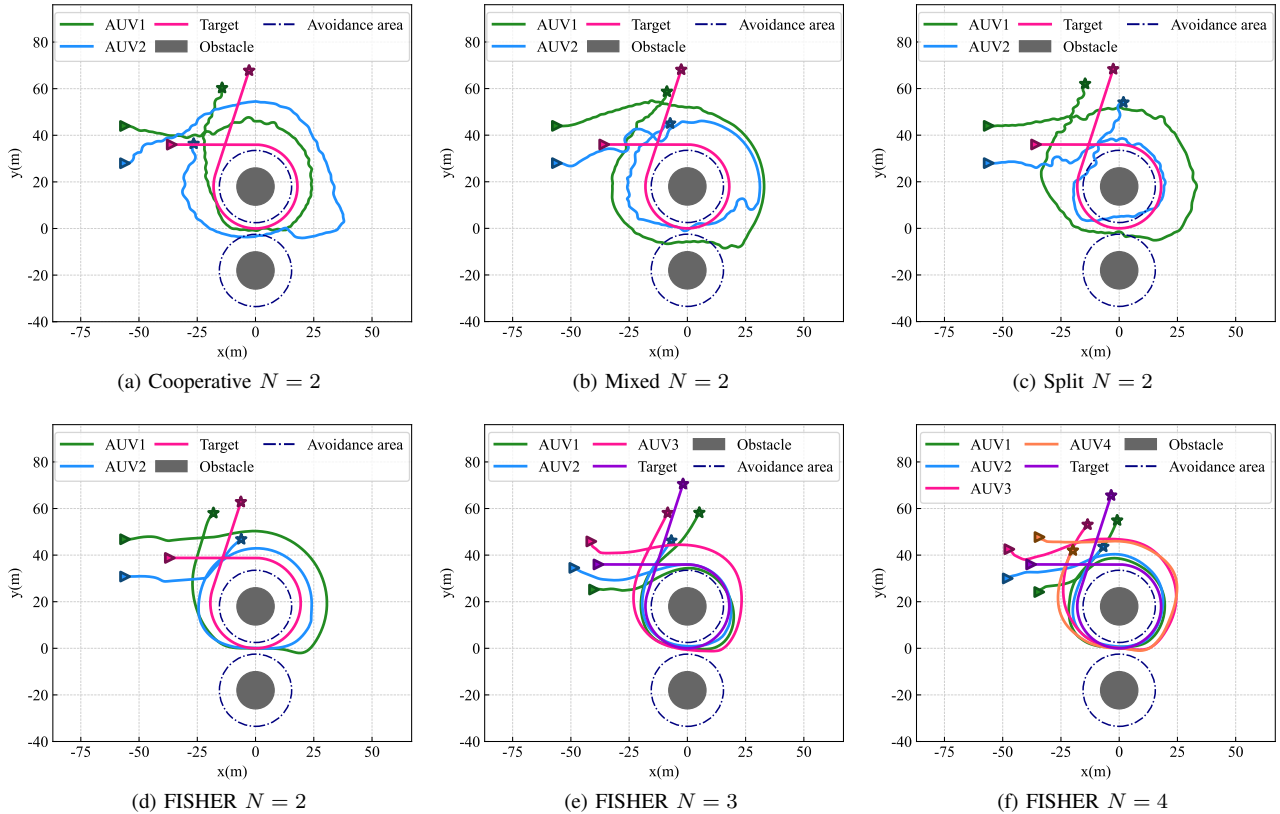 AUV1 Target Avoidance area
AUV2 Obstacle
80
60
40
20
0
-20
-40
y(m)
-75 -50 -25 0 25 50
x(m)
(a) Cooperative N = 2
AUV1 Target Avoidance area
AUV2 Obstacle
80
60
40
20
0
-20
-40
y(m)
-75 -50 -25 0 25 50
x(m)
(b) Mixed N = 2
AUV1 Target Avoidance area
AUV2 Obstacle
80
60
40
20
0
-20
-40
y(m)
-75 -50 -25 0 25 50
x(m)
(c) Split N = 2
AUV1 Target Avoidance area
AUV2 Obstacle
80
60
40
20
0
-20
-40
y(m)
-75 -50 -25 0 25 50
x(m)
(d) FISHER N = 2
AUV1 AUV3 Obstacle
AUV2 Target Avoidance area
80
60
40
20
0
-20
-40
y(m)
-75 -50 -25 0 25 50
x(m)
(e) FISHER N = 3
AUV1 AUV4 Obstacle
AUV2 Target Avoidance area
AUV3
80
60
40
20
0
-20
-40
y(m)
-75 -50 -25 0 25 50
x(m)
(f) FISHER N = 4